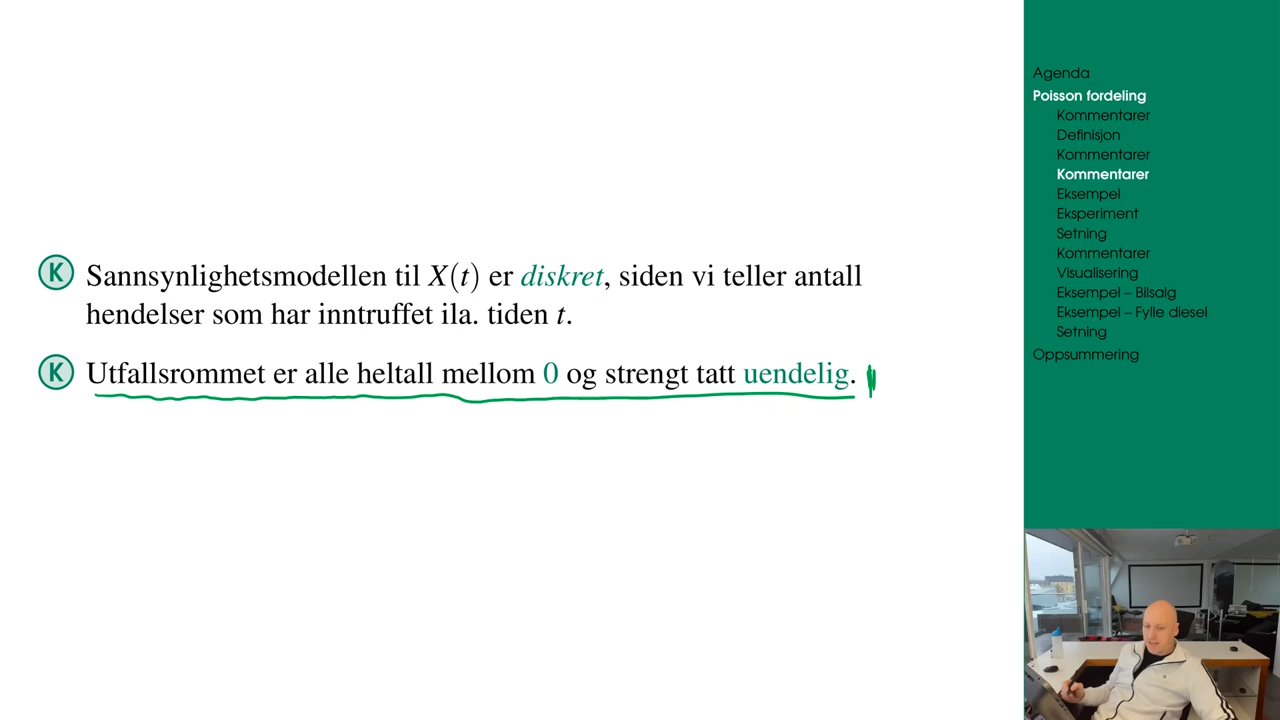 K Sannsynlighetsmodellen til X(t) er diskret, siden vi teller antall
hendelser som har inntruffet ila. tiden t.
K Utfallsrommet er alle heltall mellom 0 og strengt tatt uendelig.
Agenda
Poisson fordeling
Kommentarer
Definisjon
Kommentarer
Kommentarer
Eksempel
Eksperiment
Setning
Kommentarer
Visualisering
Eksempel – Bilsalg
Eksempel – Fylle diesel
Setning
Oppsummering